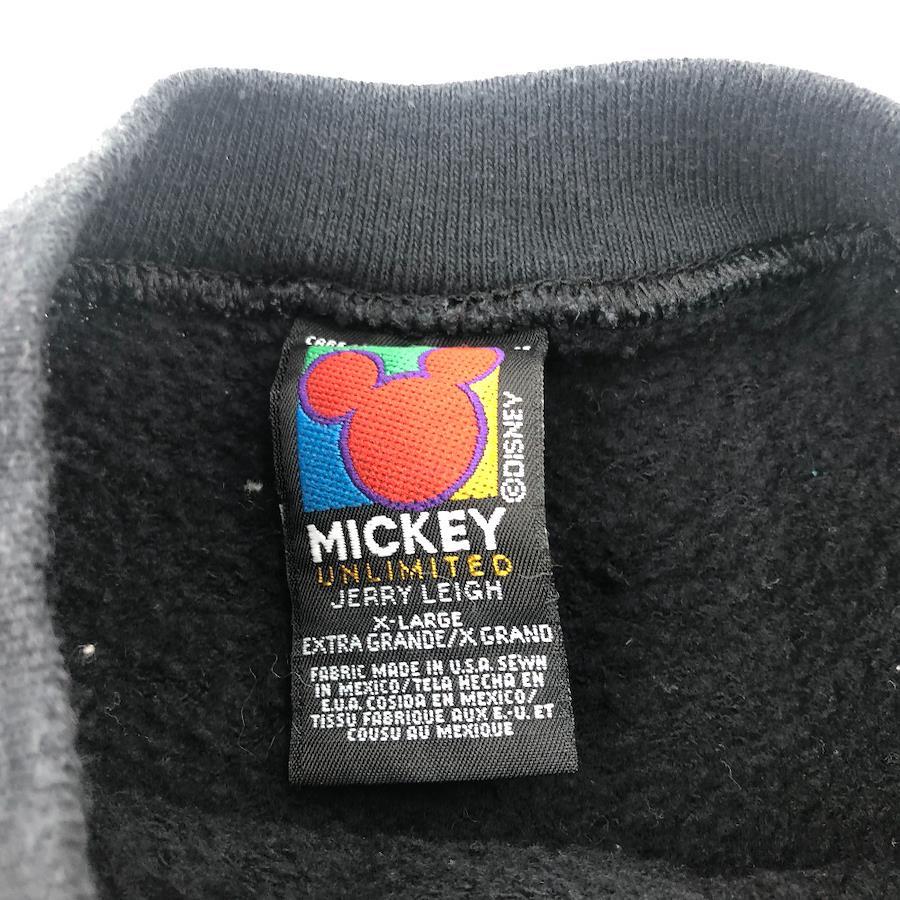 ©DISNEY
MICKEY
UNLIMITED
JERRY LEIGH
X-LARGE
EXTRA GRANDE/X.GRAND
FABRIC MADE IN U.S.A. SEWN
IN MEXICO/TELA HECHA EN
E.U.A. COSIDA EN MEXICO/
TISSU FABRIQUE AUX E.-U. ET
COUSU AU MEXIQUE